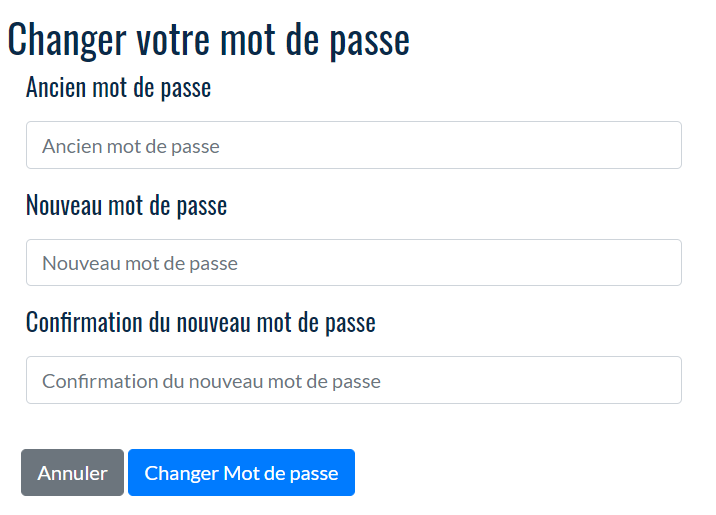 Changer votre mot de passe
Ancien mot de passe
Ancien mot de passe
Nouveau mot de passe
Nouveau mot de passe
Confirmation du nouveau mot de passe
Confirmation du nouveau mot de passe
Annuler Changer Mot de passe